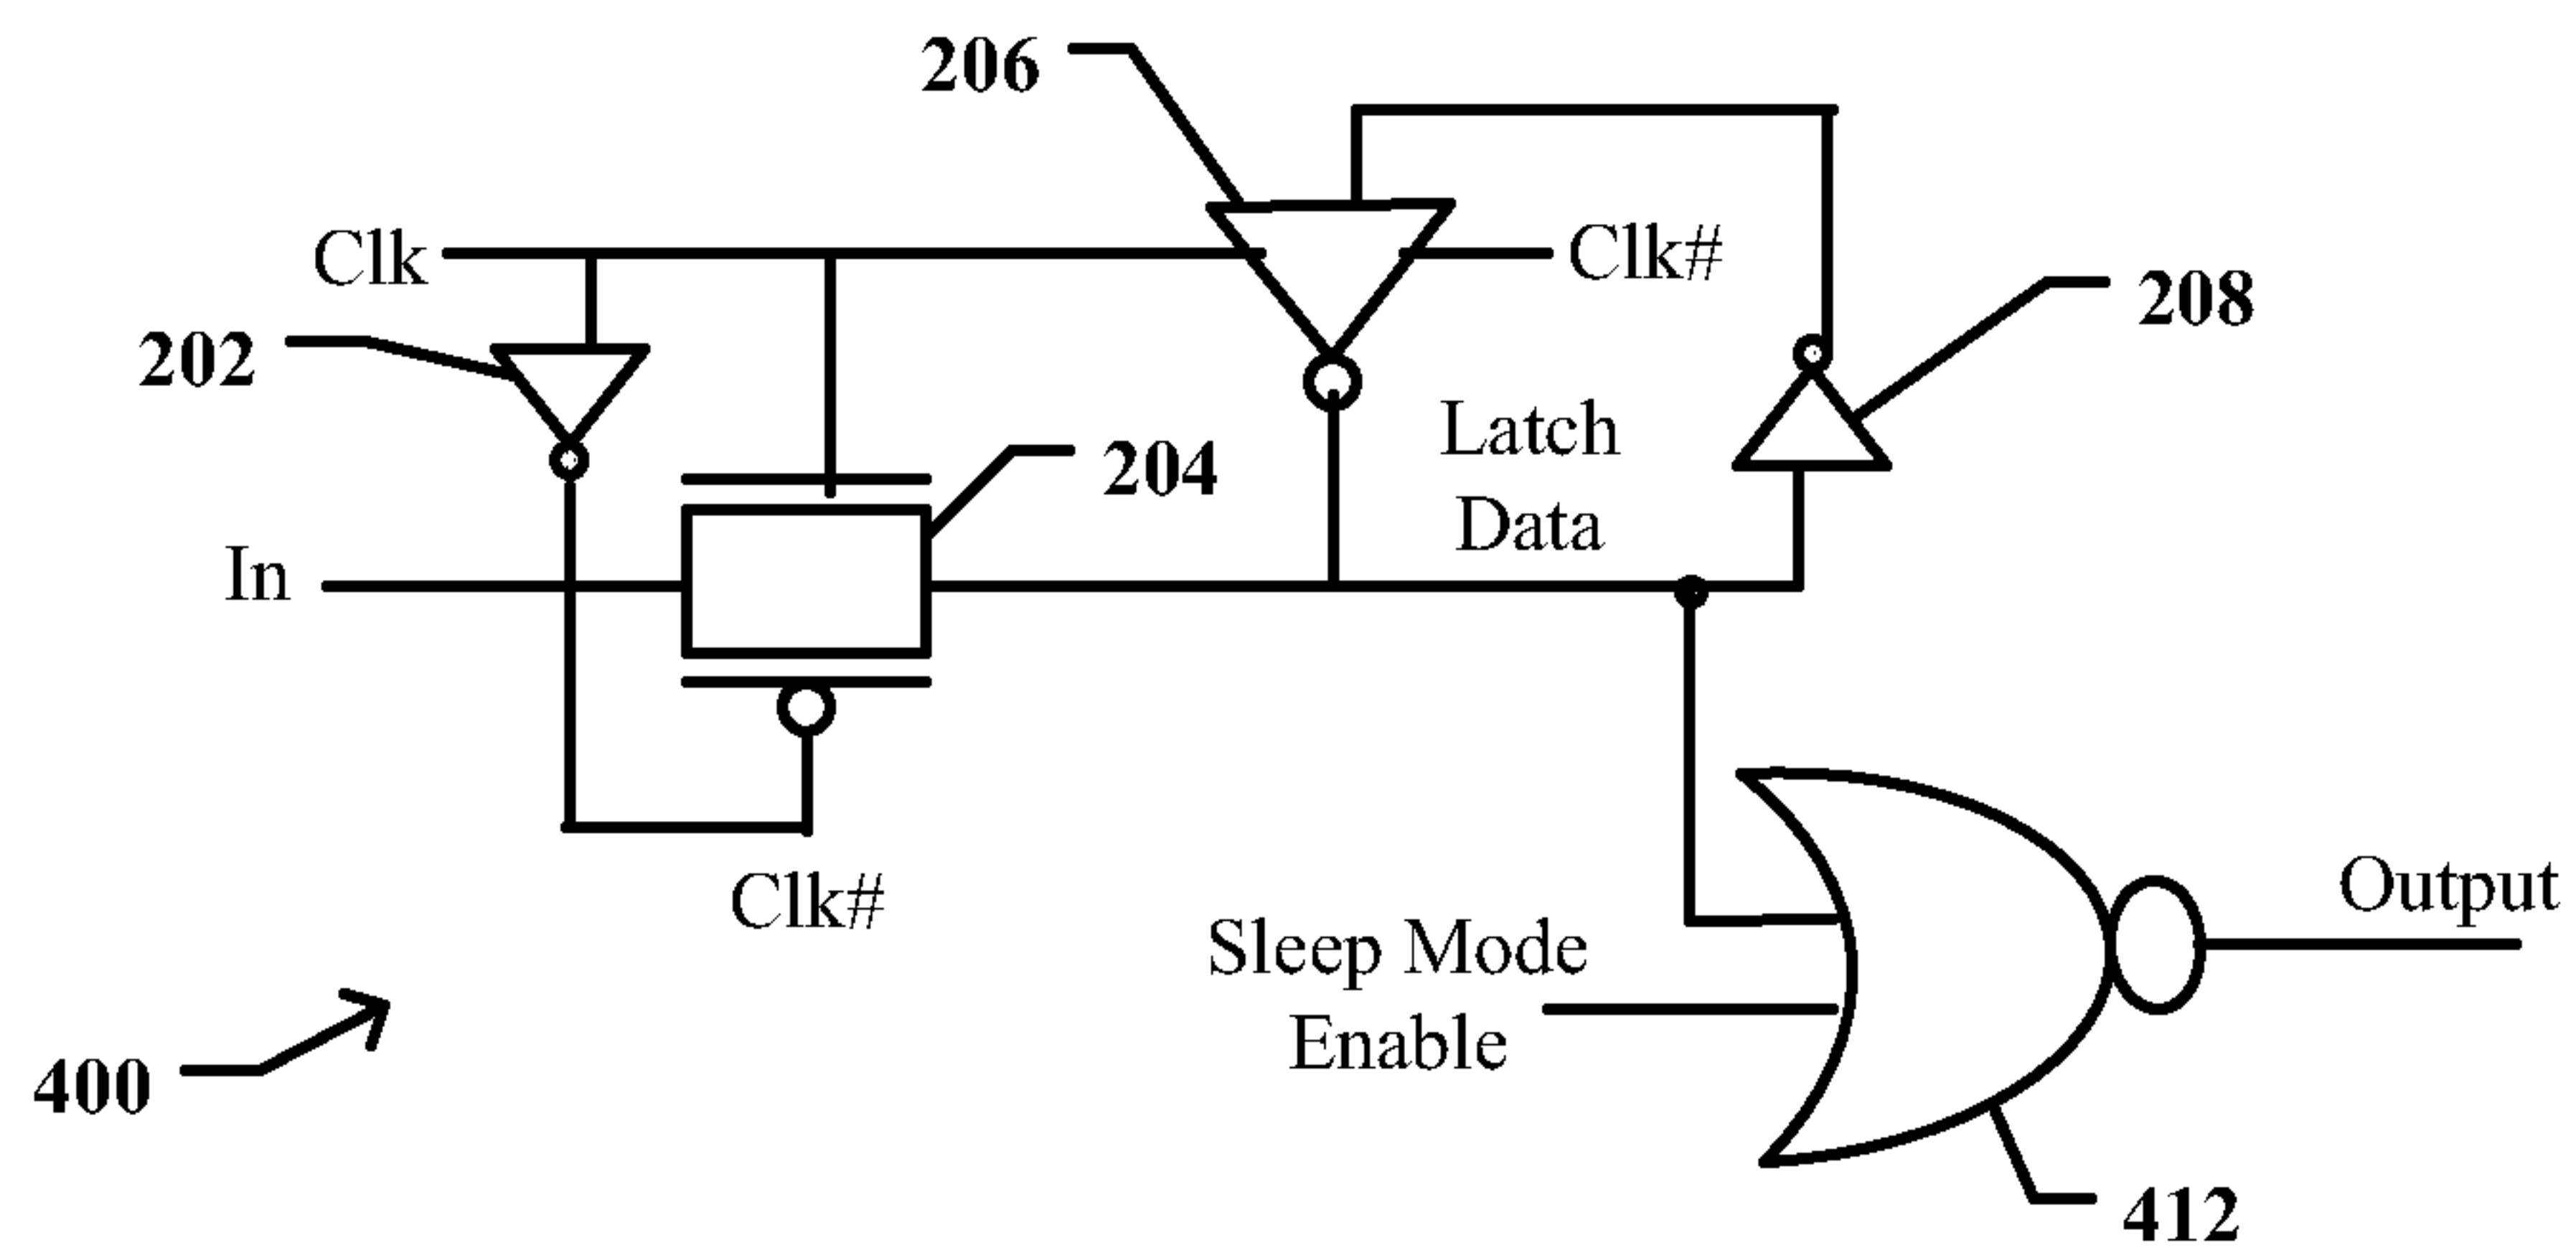 206
Clk
Clk#
208
202
Latch
204
Data
In
Output
Clk#
Sleep Mode
Enable
400
412